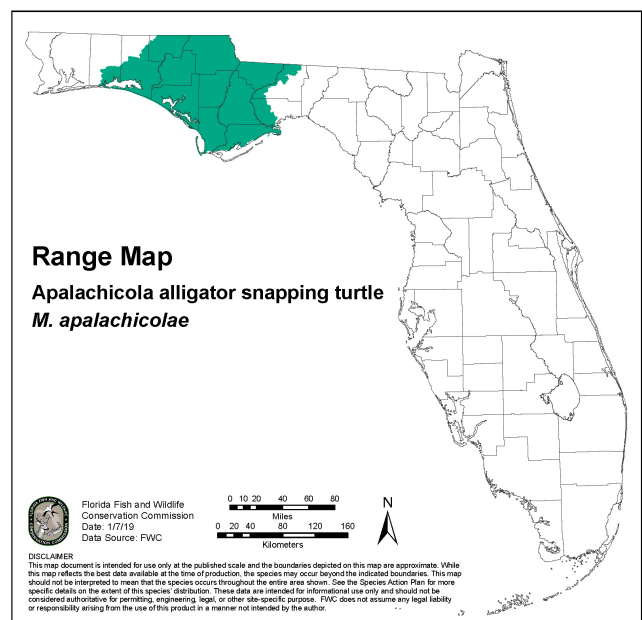 Range Map
Apalachicola alligator snapping turtle
M. apalachicolae
Florida Fish and Wildlife
Conservation Commission
Date: 1/7/19
Data Source: FWC
0 10 20 40 60 80
Miles
0 20 40 80 120 160
Kilometers
N
DISCLAIMER
This map document is intended for use only at the published scale and the boundaries depicted on this map are approximate. While
this map reflects the best data available at the time of production, the species may occur beyond the indicated boundaries. This map
should not be interpreted to mean that the species occurs throughout the entire area shown. See the Species Action Plan for more
specific details on the extent of this species' distribution. These data are intended for informational use only and should not be
considered authoritative for permitting, engineering, legal, or other site-specific purpose. FWC does not assume any legal liability
or responsibility arising from the use of this product in a manner not intended by the author.